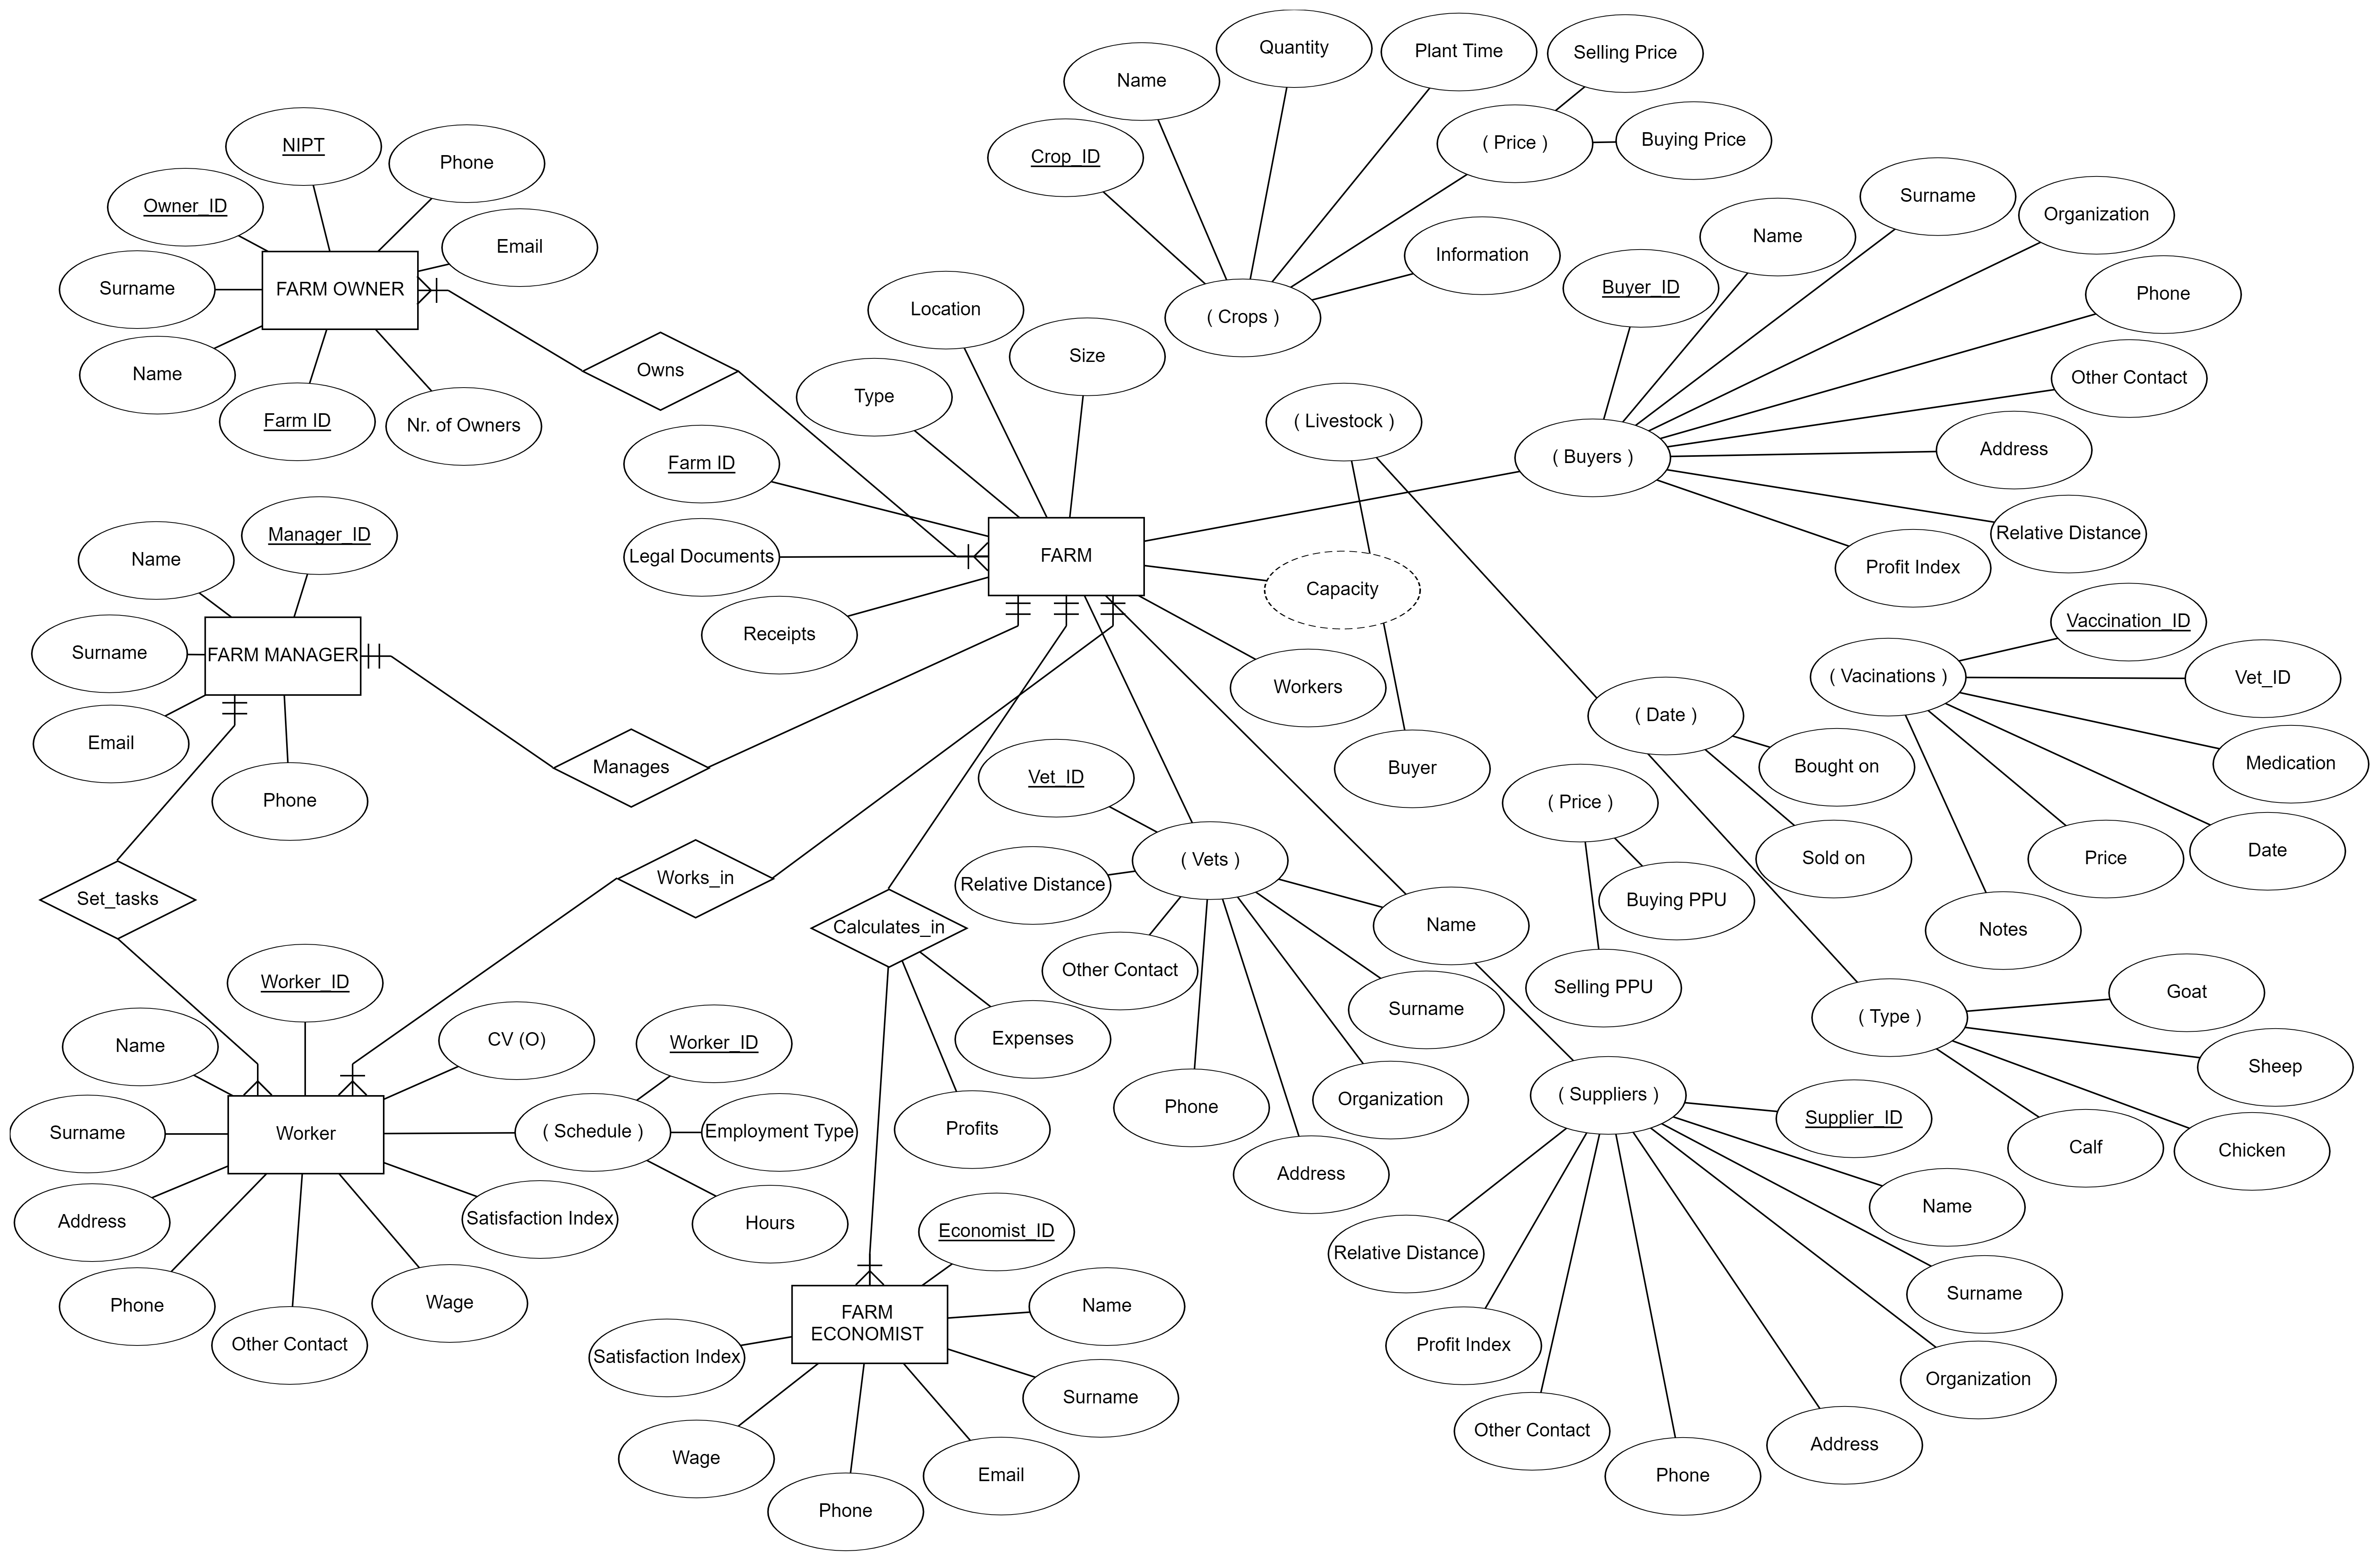 Quantity
Plant Time
Selling Price
Name
Crop_ID
( Price )
Buying Price
Information
( Crops )
NIPT
Phone
Owner_ID
Email
Surname
FARM OWNER
Name
Farm ID
Nr. of Owners
Owns
Location
Size
Type
Farm ID
Legal Documents
Receipts
FARM
( Livestock )
Capacity
Workers
Buyer
Surname
Organization
Name
Buyer_ID
Phone
Other Contact
( Buyers )
Address
Relative Distance
Profit Index
Manager_ID
Name
Surname
FARM MANAGER
Email
Phone
Manages
Set_tasks
Works_in
Calculates_in
Expenses
Profits
Vaccination_ID
( Vacinations )
Vet_ID
Medication
Date
Price
Notes
( Date )
Bought on
Sold on
( Price )
Buying PPU
Selling PPU
Vet_ID
( Vets )
Relative Distance
Other Contact
Name
Surname
Organization
Phone
Address
( Type )
Goat
Sheep
Chicken
Calf
Worker_ID
Name
CV (O)
Surname
Worker
Address
Phone
Other Contact
Wage
Satisfaction Index
( Schedule )
Worker_ID
Employment Type
Hours
Economist_ID
Name
FARM
ECONOMIST
Satisfaction Index
Surname
Wage
Email
Phone
( Suppliers )
Supplier_ID
Name
Surname
Organization
Relative Distance
Profit Index
Other Contact
Address
Phone